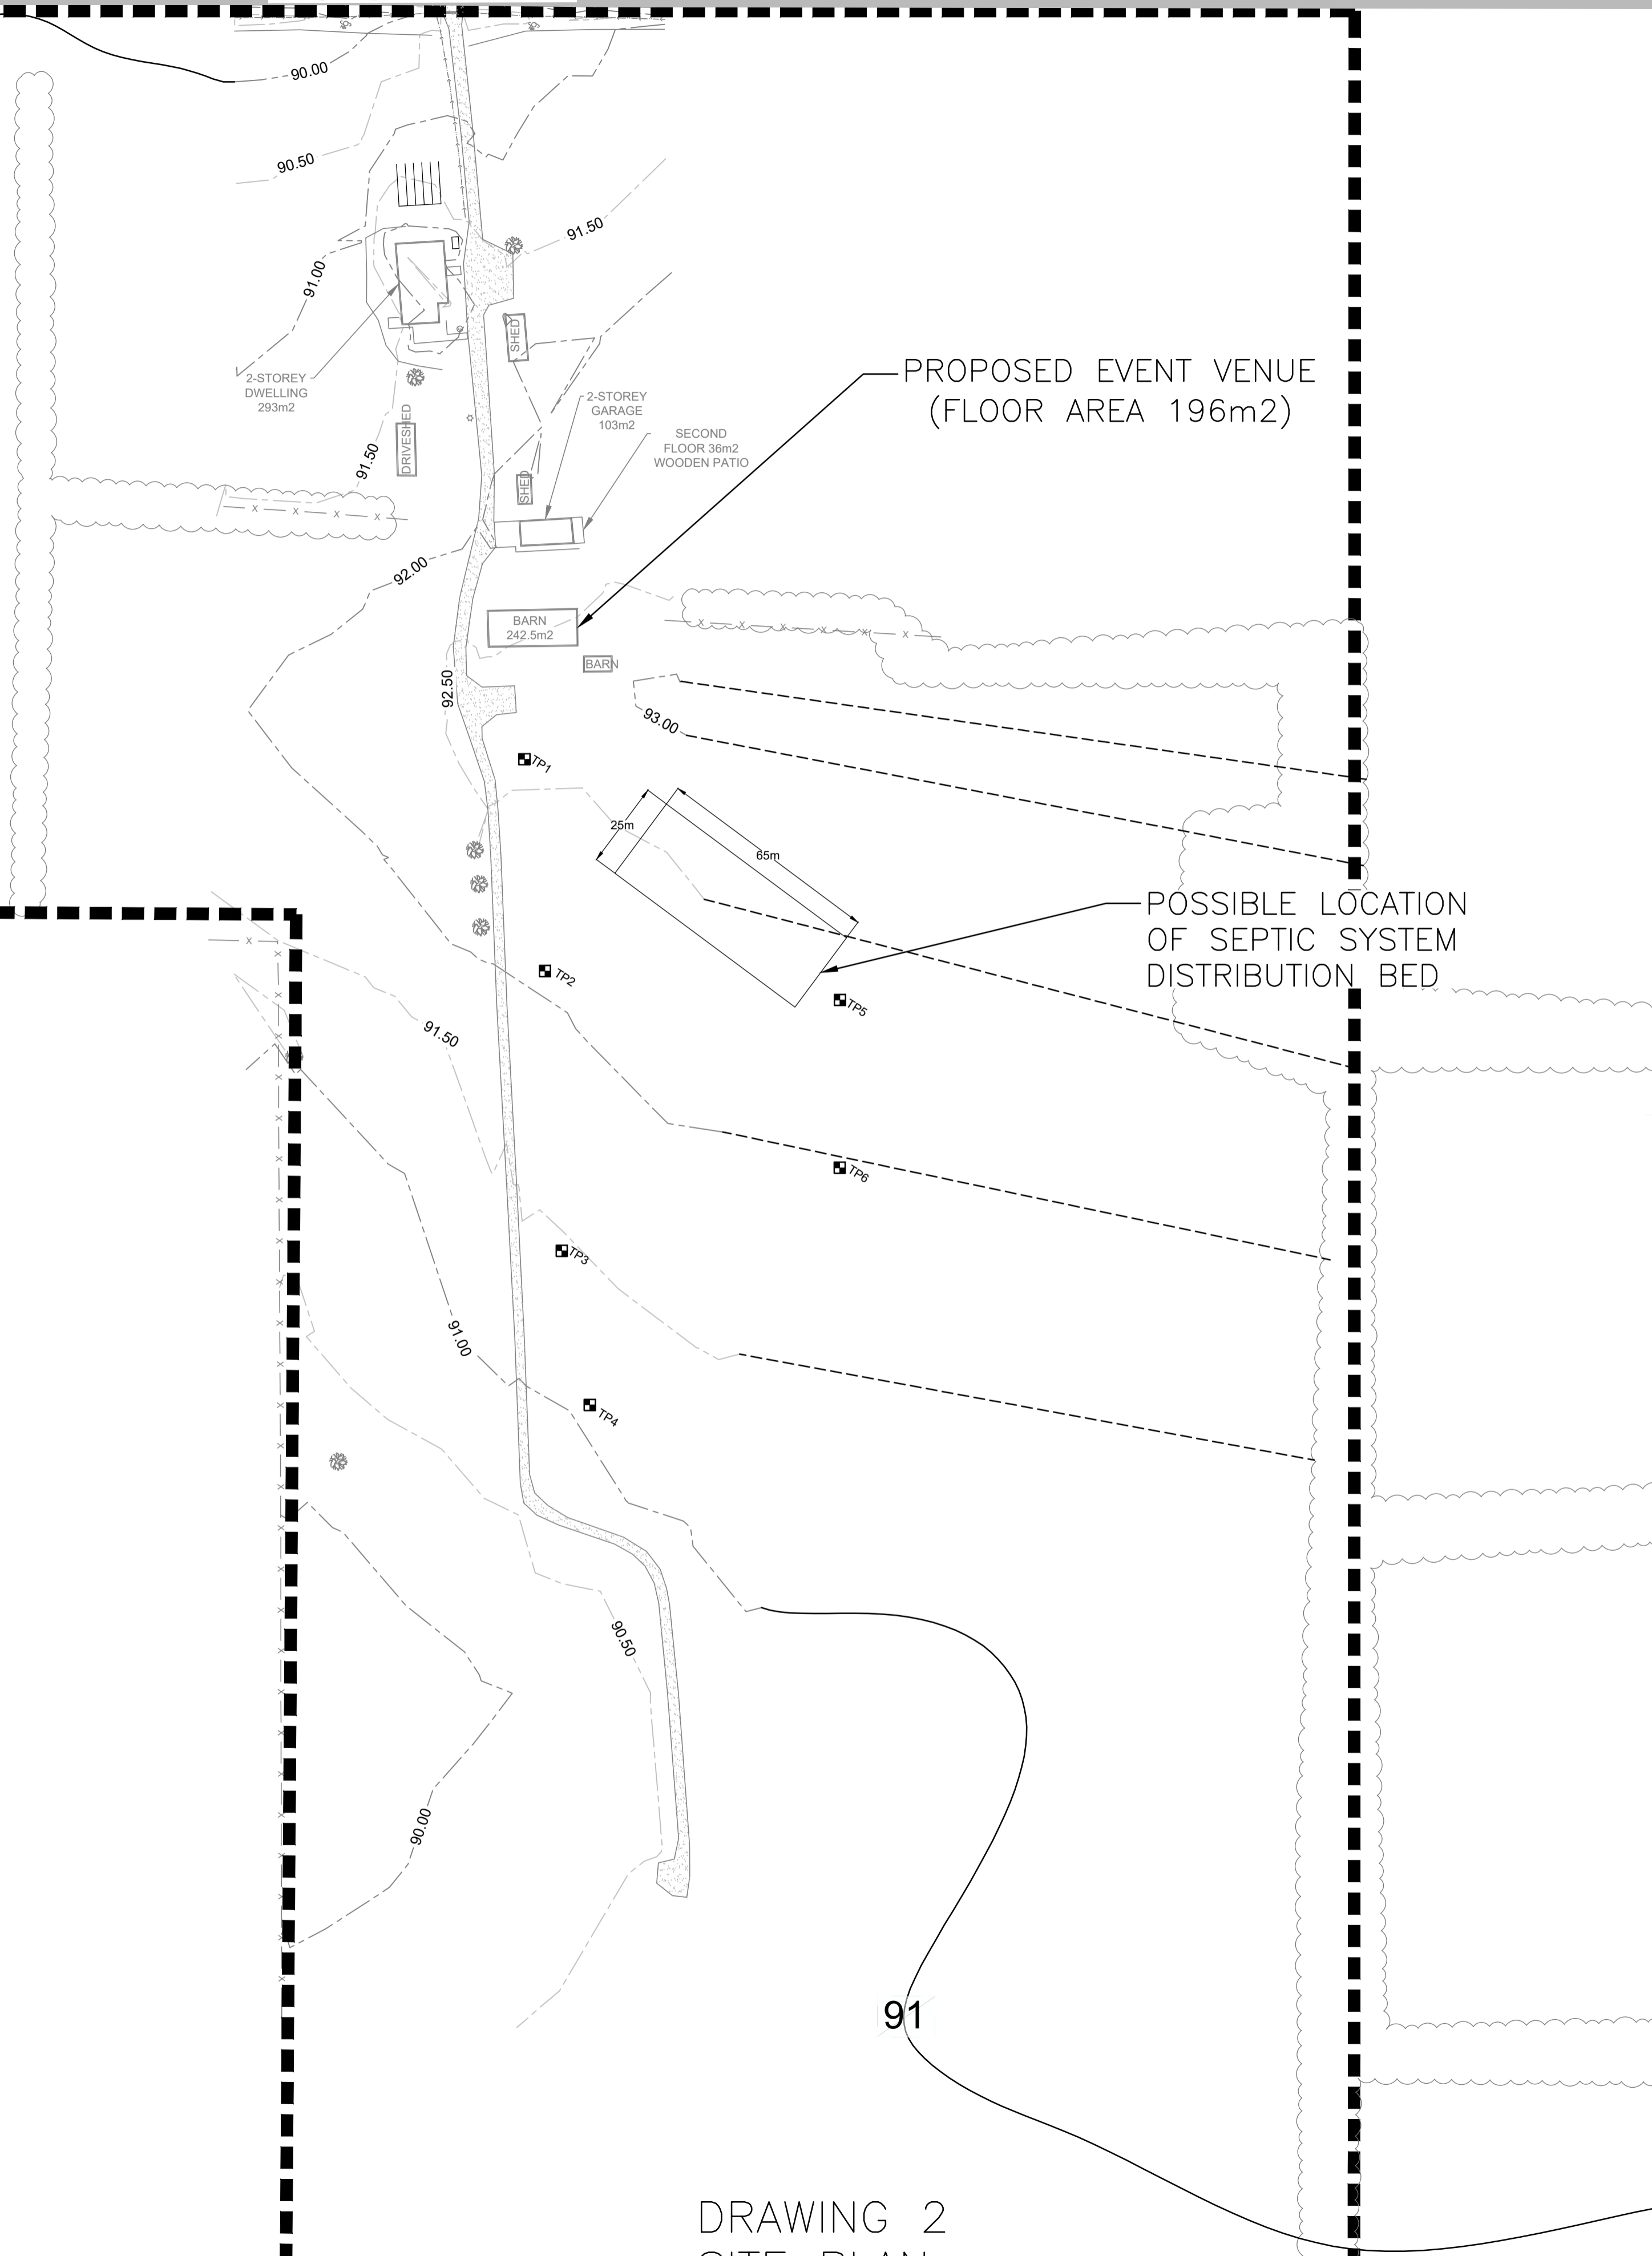 90.00
90.50
91.50
91.00
SHED
2-STOREY
DWELLING
293m2
PROPOSED EVENT VENUE
(FLOOR AREA 196m2)
2-STOREY
GARAGE
103m2
DRIVESHED
91.50
SECOND
FLOOR 36m2
WOODEN PATIO
SHED
92.00
BARN
242.5m2
BARN
92.50
93.00
TP1
25m
65m
POSSIBLE LOCATION
OF SEPTIC SYSTEM
DISTRIBUTION BED
TP2
TP5
91.50
TP6
TP3
91.00
TP4
90.50
90.00
91
DRAWING 2
SITE PLAN